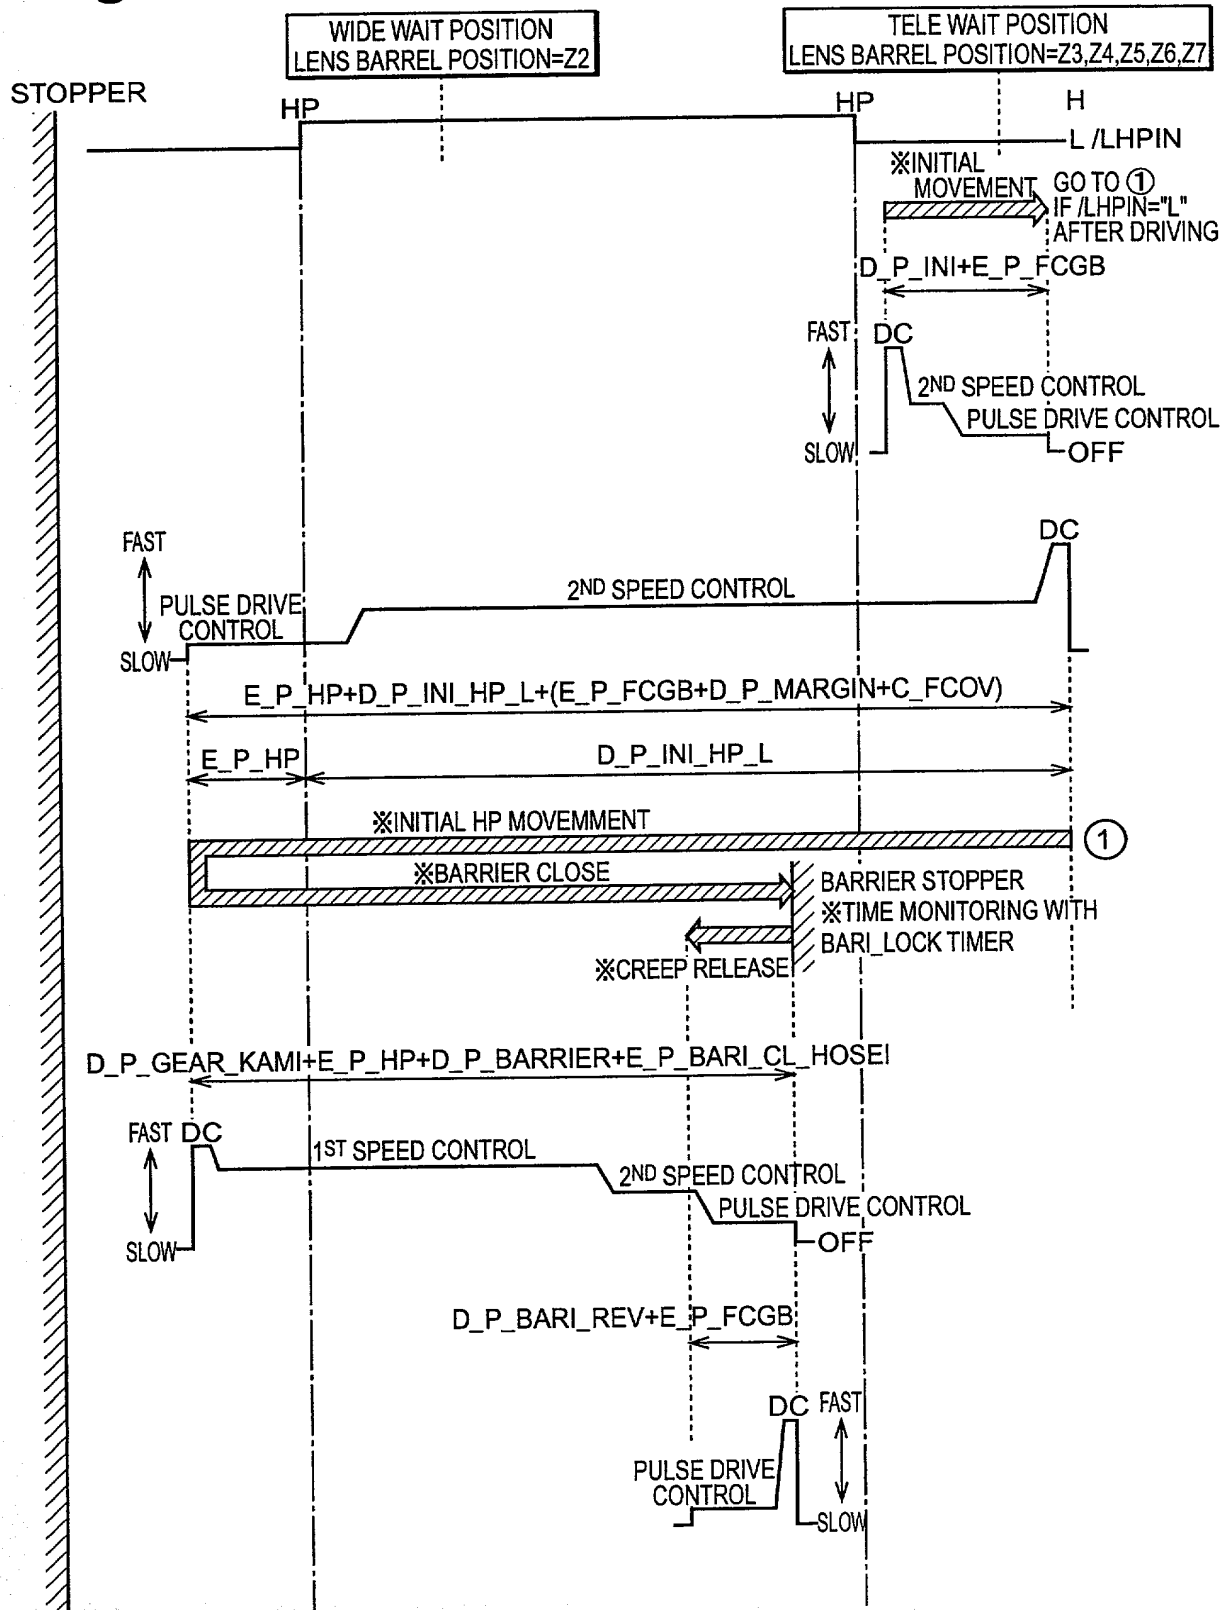 WIDE WAIT POSITION
LENS BARREL POSITION=Z2
TELE WAIT POSITION
LENS BARREL POSITION=Z3,Z4,Z5,Z6,Z7
STOPPER
HP
HP
H
L /LHPIN
※INITIAL
MOVEMENT
GO TO ①
IF /LHPIN="L"
AFTER DRIVING
D_P_INI+E_P_FCGB
FAST
DC
2ND SPEED CONTROL
PULSE DRIVE CONTROL
SLOW
OFF
DC
FAST
2ND SPEED CONTROL
PULSE DRIVE
CONTROL
SLOW
E_P_HP+D_P_INI_HP_L+(E_P_FCGB+D_P_MARGIN+C_FCOV)
E_P_HP
D_P_INI_HP_L
※INITIAL HP MOVEMMENT
①
※BARRIER CLOSE
BARRIER STOPPER
※TIME MONITORING WITH
BARI_LOCK TIMER
※CREEP RELEASE
D_P_GEAR_KAMI+E_P_HP+D_P_BARRIER+E_P_BARI_CL_HOSEI
FAST DC
1ST SPEED CONTROL
2ND SPEED CONTROL
PULSE DRIVE CONTROL
SLOW
OFF
D_P_BARI_REV+E_P_FCGB
DC FAST
PULSE DRIVE
CONTROL
SLOW